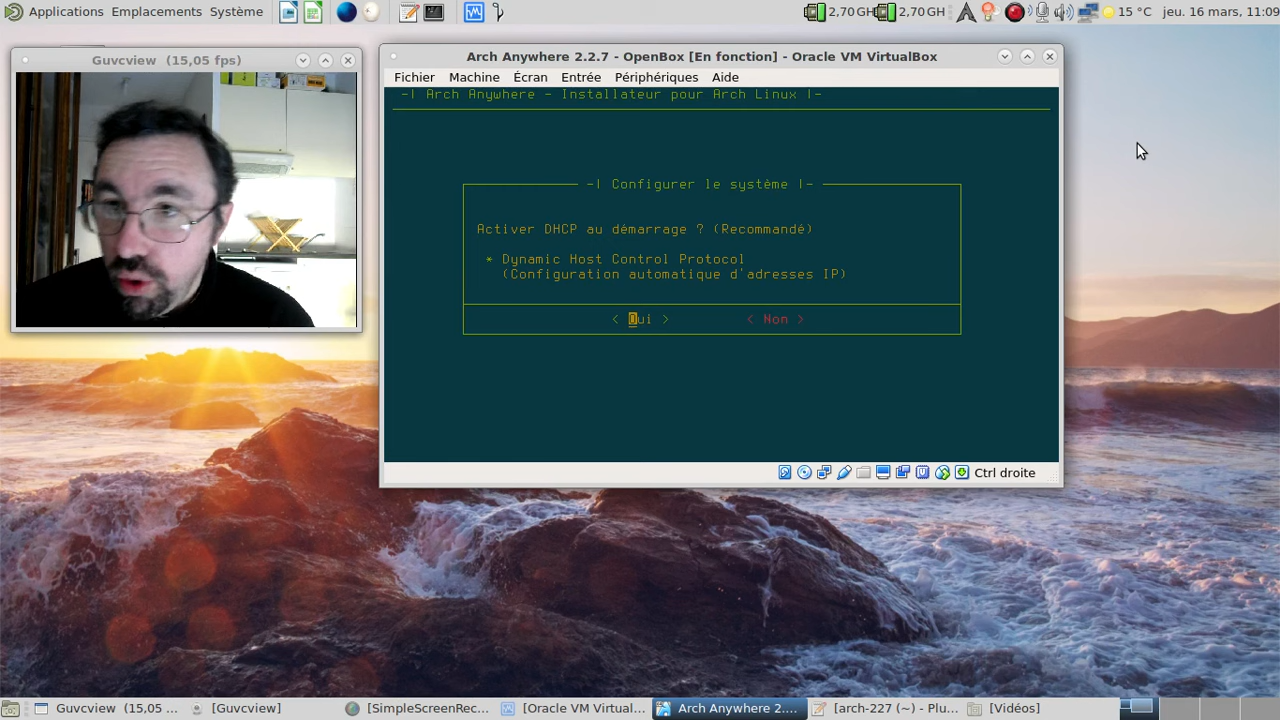 Applications Emplacements Système 2,70 GH 2,70 GH 15 °C jeu. 16 mars, 11:09
Guvcview (15,05 fps)
Arch Anywhere 2.2.7 - OpenBox [En fonction] - Oracle VM VirtualBox
Fichier Machine Écran Entrée Périphériques Aide
-| Arch Anywhere - Installateur pour Arch Linux |-
-| Configurer le système |-
Activer DHCP au démarrage ? (Recommandé)
* Dynamic Host Control Protocol
(Configuration automatique d'adresses IP)
< Oui > < Non >
Ctrl droite
Guvcview (15,05 ... [Guvcview] [SimpleScreenRec... [Oracle VM Virtual... Arch Anywhere 2.... [arch-227 (~) - Plu... [Vidéos]